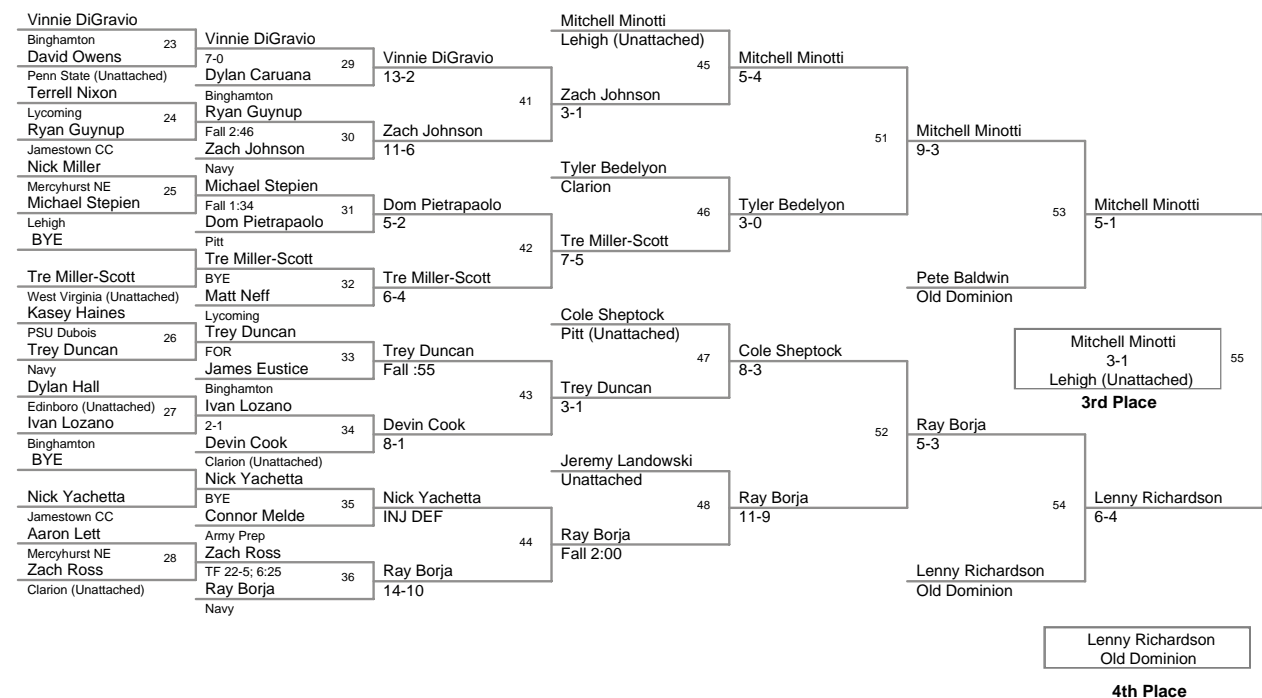 Vinnie DiGravio
Binghamton
23
David Owens
Penn State (Unattached)
Terrell Nixon
Lycoming
24
Ryan Guynup
Jamestown CC
Nick Miller
Mercyhurst NE
25
Michael Stepien
Lehigh
BYE
Tre Miller-Scott
West Virginia (Unattached)
Kasey Haines
PSU Dubois
26
Trey Duncan
Navy
Dylan Hall
Edinboro (Unattached)
27
Ivan Lozano
Binghamton
BYE
Nick Yachetta
Jamestown CC
Aaron Lett
Mercyhurst NE
28
Zach Ross
Clarion (Unattached)
Vinnie DiGravio
7-0
29
Dylan Caruana
Binghamton
Ryan Guynup
Fall 2:46
30
Zach Johnson
Navy
Michael Stepien
Fall 1:34
31
Dom Pietrapaolo
Pitt
Tre Miller-Scott
BYE
32
Matt Neff
Lycoming
Trey Duncan
FOR
33
James Eustice
Binghamton
Ivan Lozano
2-1
34
Devin Cook
Clarion (Unattached)
Nick Yachetta
BYE
35
Connor Melde
Army Prep
Zach Ross
TF 22-5; 6:25
36
Ray Borja
Navy
Vinnie DiGravio
13-2
41
Zach Johnson
11-6
Dom Pietrapaolo
5-2
42
Tre Miller-Scott
6-4
Trey Duncan
Fall :55
43
Devin Cook
8-1
Nick Yachetta
INJ DEF
44
Ray Borja
14-10
Mitchell Minotti
Lehigh (Unattached)
45
Zach Johnson
3-1
Tyler Bedelyon
Clarion
46
Tre Miller-Scott
7-5
Cole Sheptock
Pitt (Unattached)
47
Trey Duncan
3-1
Jeremy Landowski
Unattached
48
Ray Borja
Fall 2:00
Mitchell Minotti
5-4
51
Tyler Bedelyon
3-0
Cole Sheptock
8-3
52
Ray Borja
11-9
Mitchell Minotti
9-3
53
Pete Baldwin
Old Dominion
Ray Borja
5-3
54
Lenny Richardson
Old Dominion
Mitchell Minotti
5-1
Lenny Richardson
6-4
Mitchell Minotti
3-1
55
Lehigh (Unattached)
3rd Place
Lenny Richardson
Old Dominion
4th Place